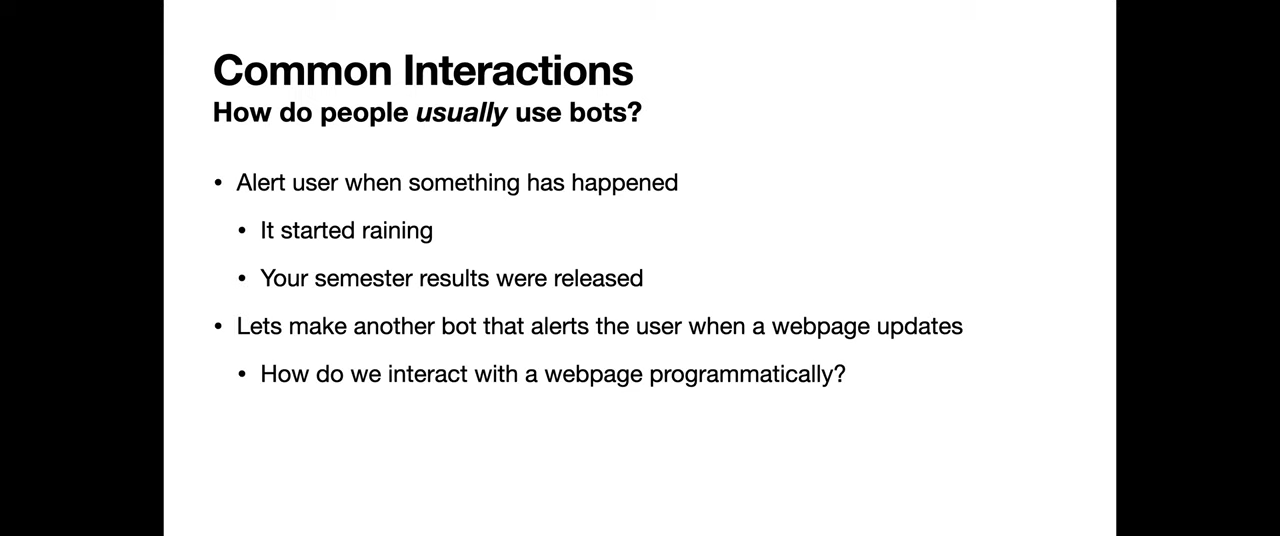 Common Interactions
How do people usually use bots?
• Alert user when something has happened
• It started raining
• Your semester results were released
• Lets make another bot that alerts the user when a webpage updates
• How do we interact with a webpage programmatically?